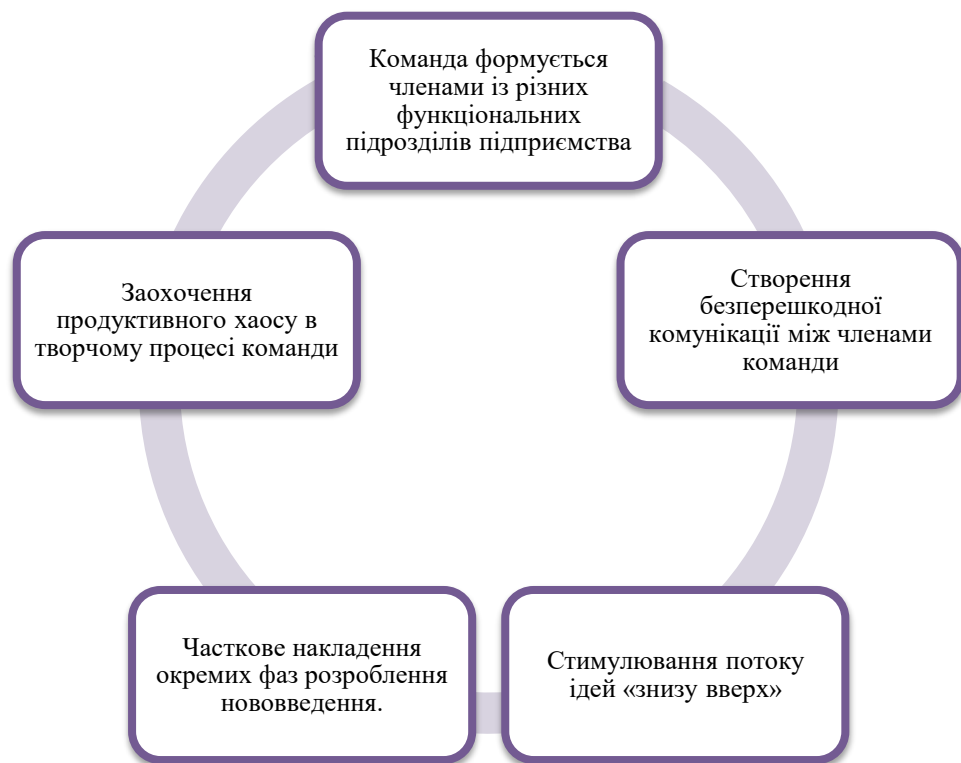 Команда формується
членами із різних
функціональних
підрозділів підприємства
Створення
безперешкодної
комунікації між членами
команди
Стимулювання потоку
ідей «знизу вверх»
Часткове накладення
окремих фаз розроблення
нововведення.
Заохочення
продуктивного хаосу в
творчому процесі команди